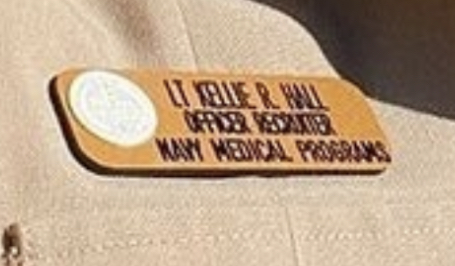 LT KELLIE R. HALL
OFFICER RECRUITER
NAVY MEDICAL PROGRAMS